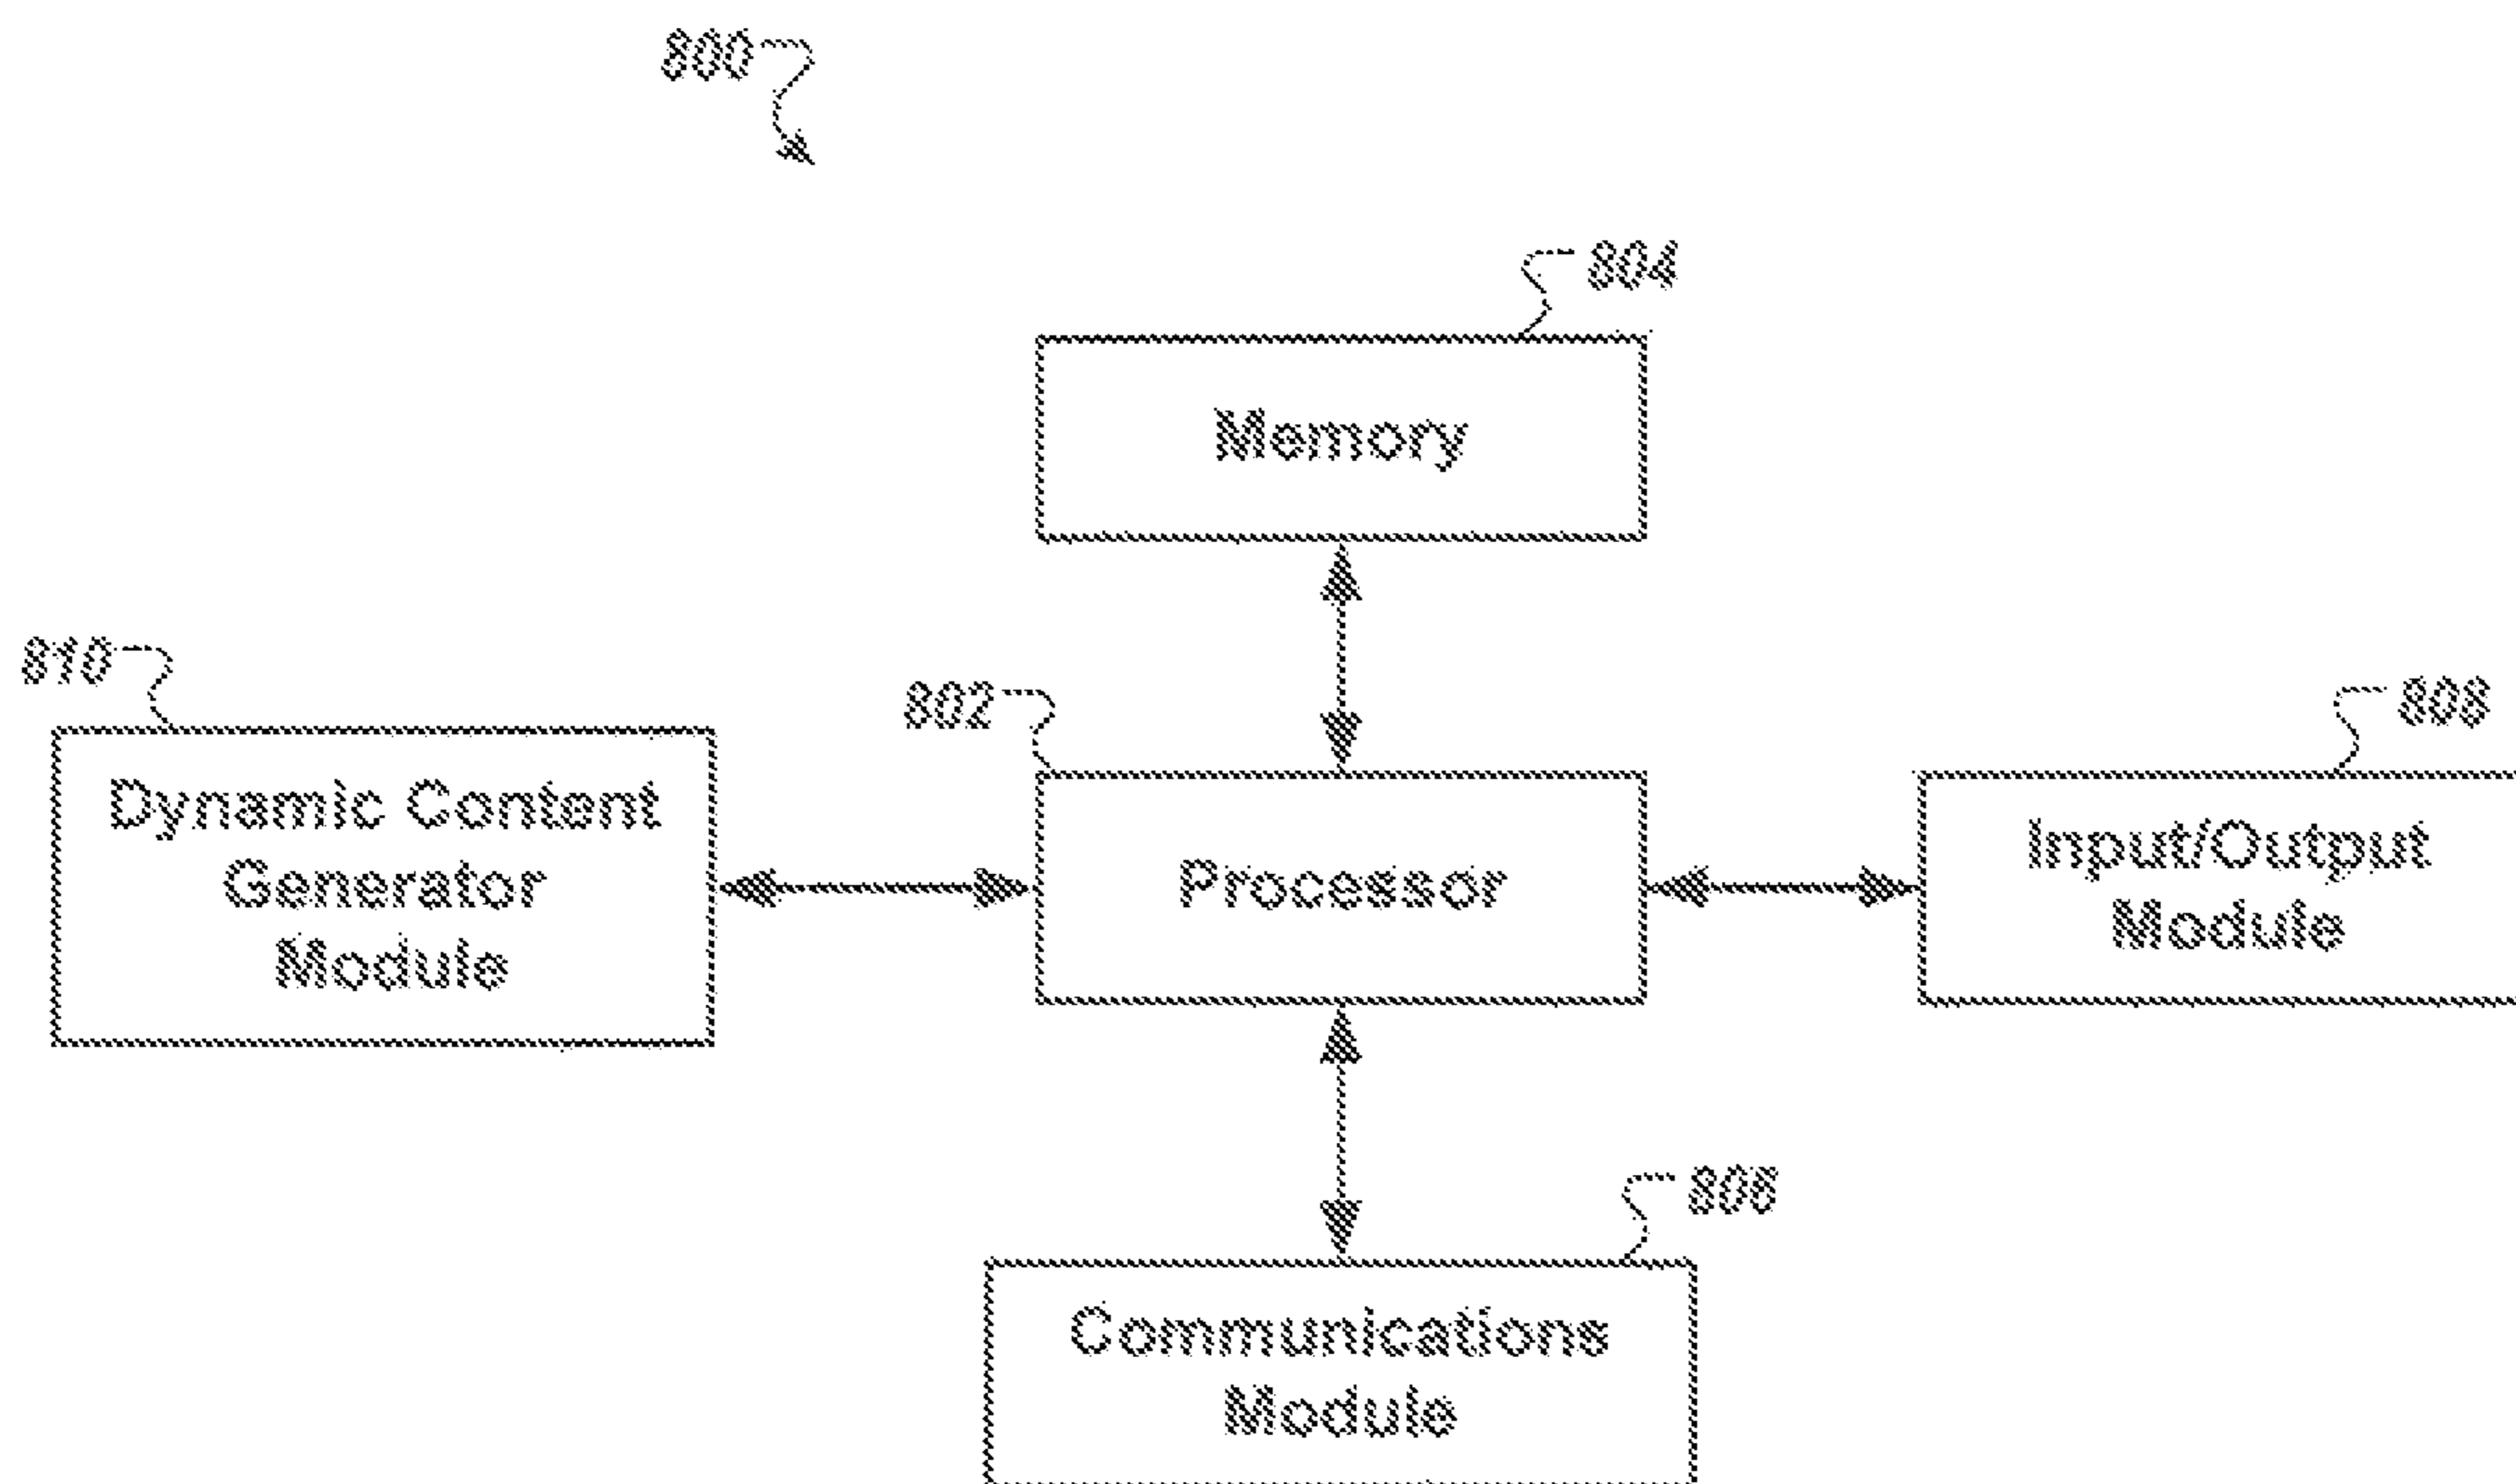 800
804
Memory
810
802
808
Dynamic Content
Generator
Module
Processor
Input/Output
Module
806
Communications
Module